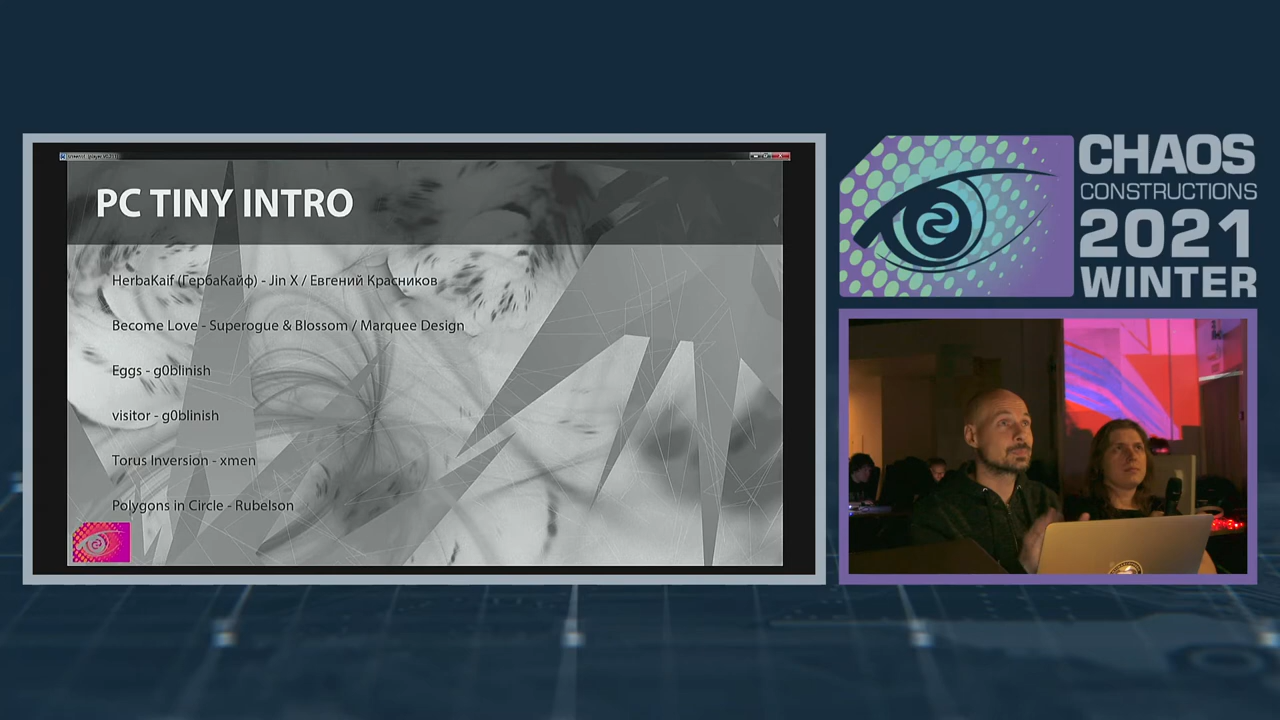 PC TINY INTRO
HerbaKaif (ГербаКайф) - Jin X / Евгений Красников
Become Love - Superogue & Blossom / Marquee Design
Eggs - g0blinish
visitor - g0blinish
Torus Inversion - xmen
Polygons in Circle - Rubelson
CHAOS
CONSTRUCTIONS
2021
WINTER